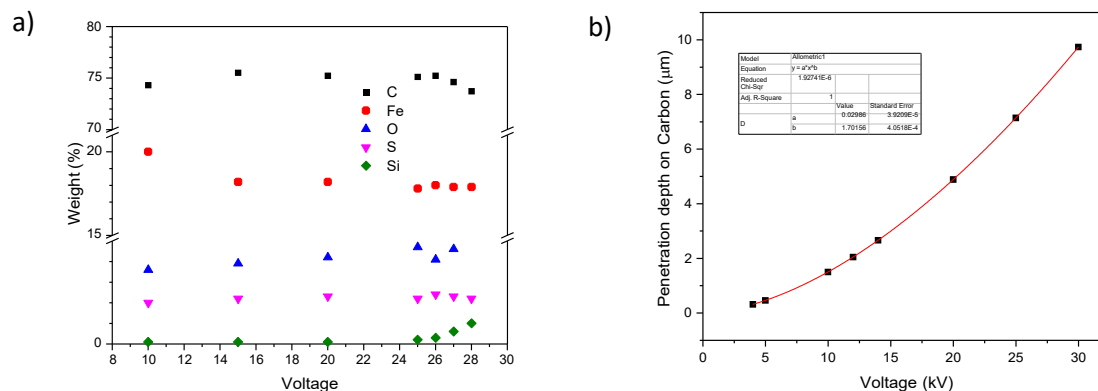 a)
Weight (%)
80
75
70
20
15
0
C
Fe
O
S
Si
8 10 12 14 16 18 20 22 24 26 28 30
Voltage
b)
Penetration depth on Carbon (μm)
10
8
6
4
2
0
Model Allometric1
Equation y = a*x^b
Reduced Chi-Sqr 1.92741E-6
Adj. R-Square 1
Value Standard Error
D a 0.02986 3.9209E-5
b 1.70156 4.0518E-4
0 5 10 15 20 25 30
Voltage (kV)